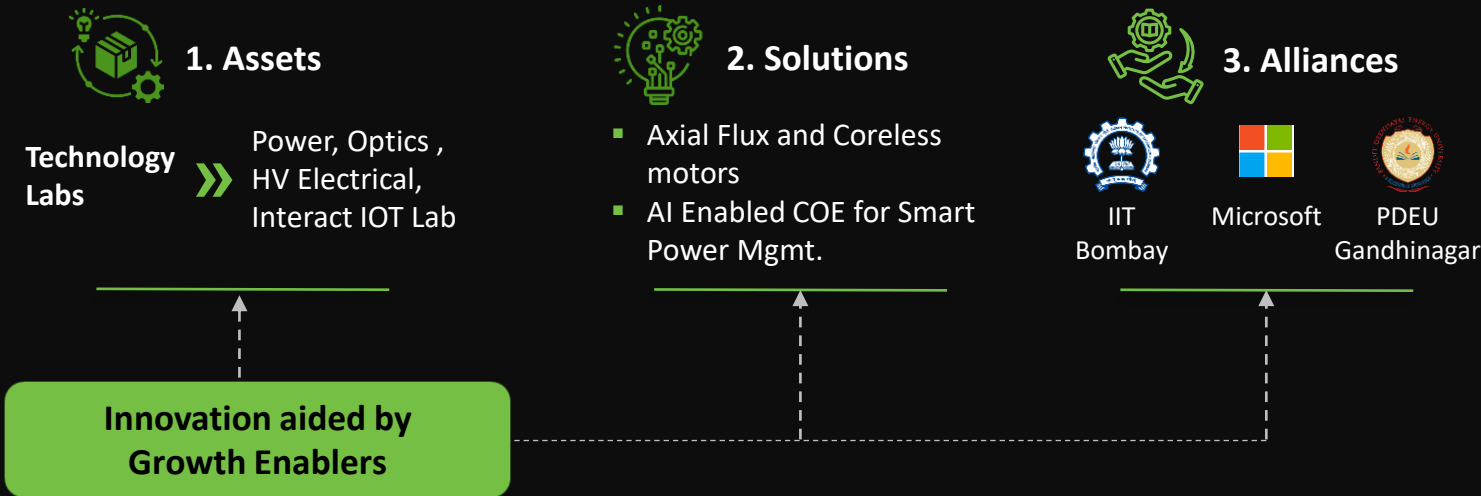 1. Assets
Technology
Labs
Power, Optics ,
HV Electrical,
Interact IOT Lab
2. Solutions
Axial Flux and Coreless
motors
AI Enabled COE for Smart
Power Mgmt.
3. Alliances
IIT
Bombay
Microsoft
PDEU
Gandhinagar
Innovation aided by
Growth Enablers